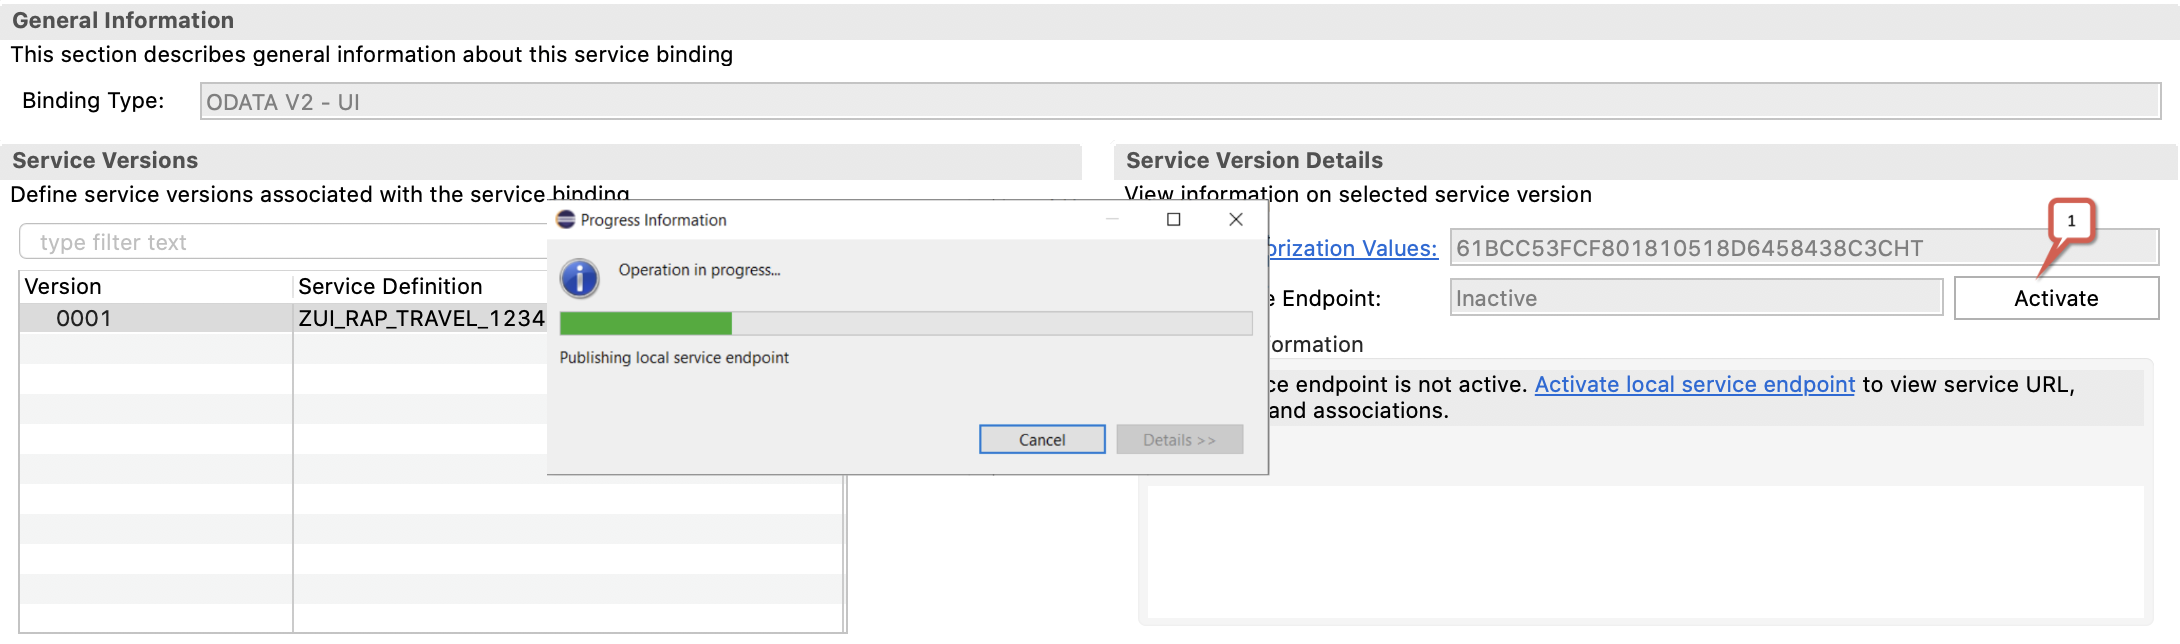 General Information
This section describes general information about this service binding
Binding Type: ODATA V2 - UI
Service Versions
Define service versions associated with the service binding
type filter text
Version Service Definition
0001 ZUI_RAP_TRAVEL_1234
Progress Information
Operation in progress...
Publishing local service endpoint
Cancel Details >>
Service Version Details
View information on selected service version
1
orization Values: 61BCC53FCF801810518D6458438C3CHT
e Endpoint: Inactive Activate
ormation
ce endpoint is not active. Activate local service endpoint to view service URL,
and associations.